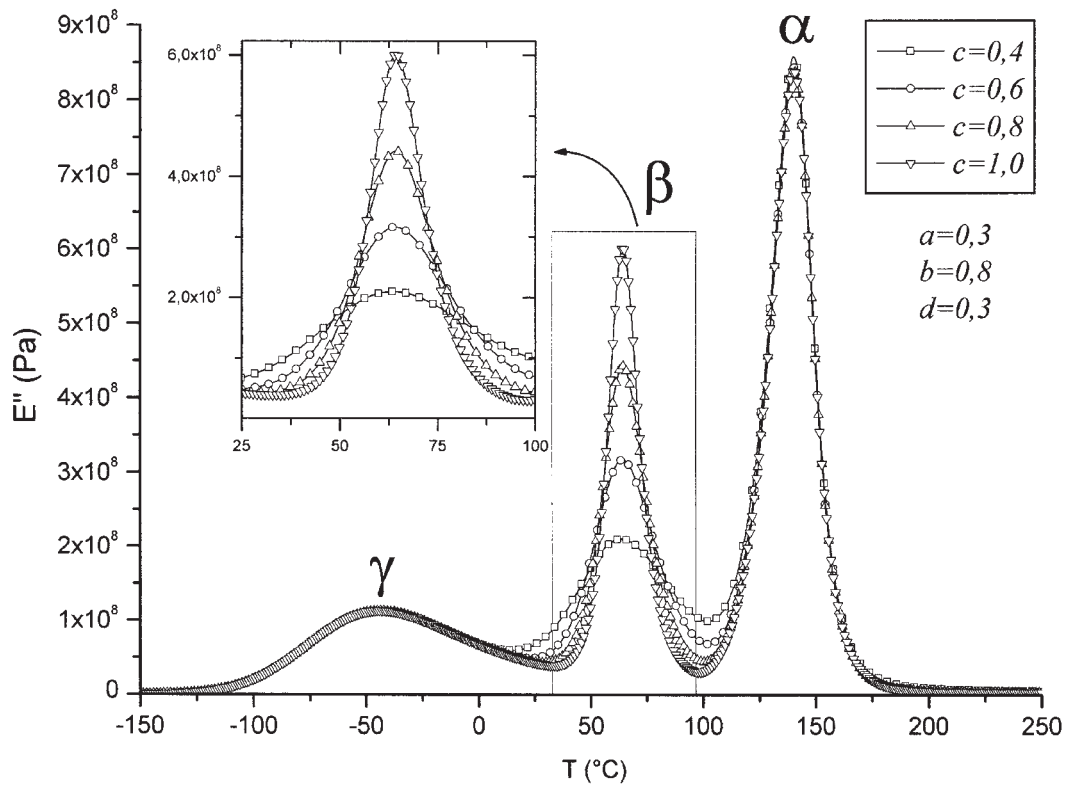 9x10⁸
8x10⁸
7x10⁸
6x10⁸
5x10⁸
4x10⁸
3x10⁸
2x10⁸
1x10⁸
0
E'' (Pa)
6,0x10⁸
4,0x10⁸
2,0x10⁸
25
50
75
100
α
β
γ
c=0,4
c=0,6
c=0,8
c=1,0
a=0,3
b=0,8
d=0,3
-150
-100
-50
0
50
100
150
200
250
T (°C)